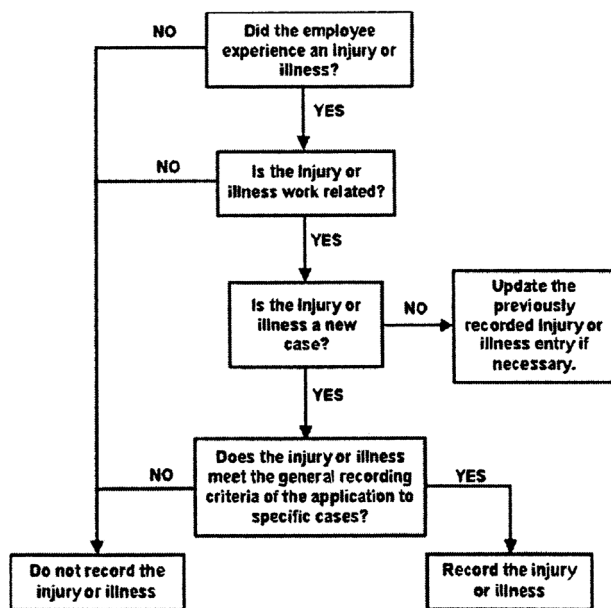 NO
Did the employee
experience an Injury or
illness?
YES
NO
Is the Injury or
illness work related?
YES
Is the Injury or
illness a new
case?
NO
Update the
previously
recorded Injury or
illness entry if
necessary.
YES
NO
Does the injury or illness
meet the general recording
criteria of the application to
specific cases?
YES
Do not record the
injury or illness
Record the injury
or illness